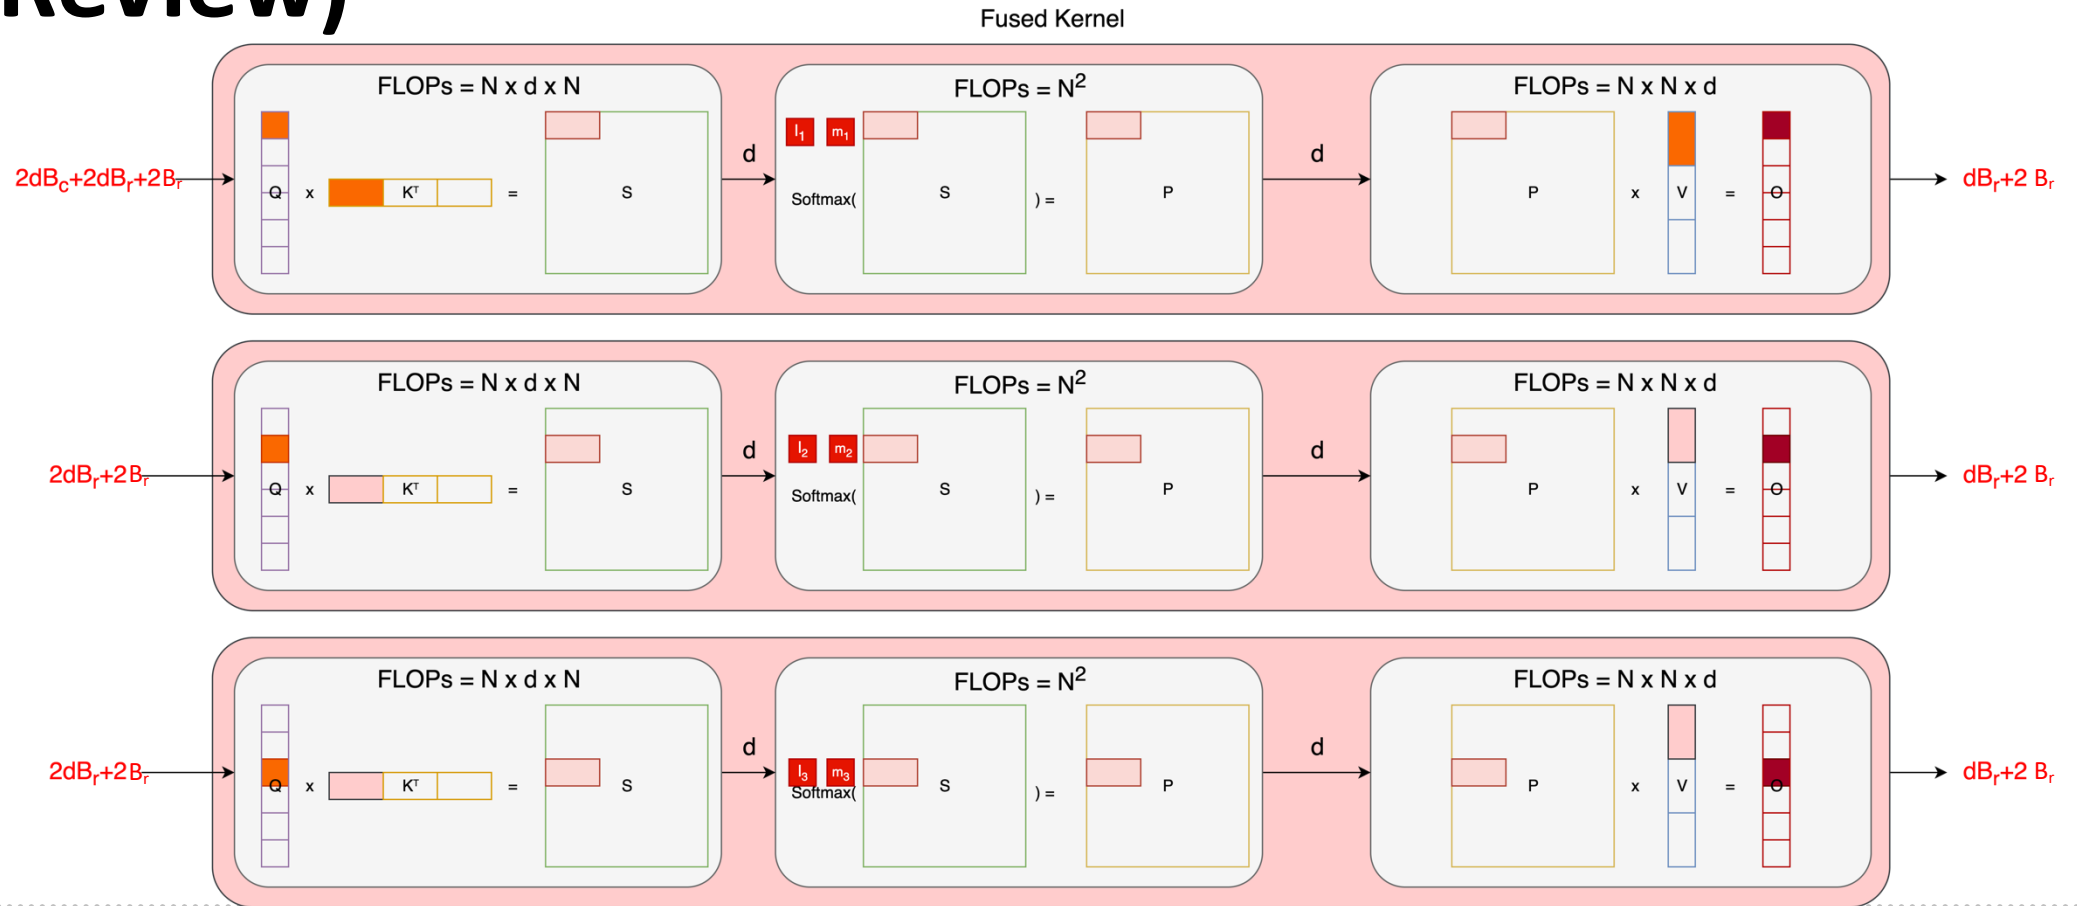 Review)
Fused Kernel
FLOPs = N x d x N
FLOPs = N²
FLOPs = N x N x d
2dBc+2dBr+2Br
Q x Kᵀ = S
d
l₁ m₁
Softmax( S ) = P
d
P x V = O
dBr+2 Br
FLOPs = N x d x N
FLOPs = N²
FLOPs = N x N x d
2dBr+2Br
Q x Kᵀ = S
d
l₂ m₂
Softmax( S ) = P
d
P x V = O
dBr+2 Br
FLOPs = N x d x N
FLOPs = N²
FLOPs = N x N x d
2dBr+2Br
Q x Kᵀ = S
d
l₃ m₃
Softmax( S ) = P
d
P x V = O
dBr+2 Br